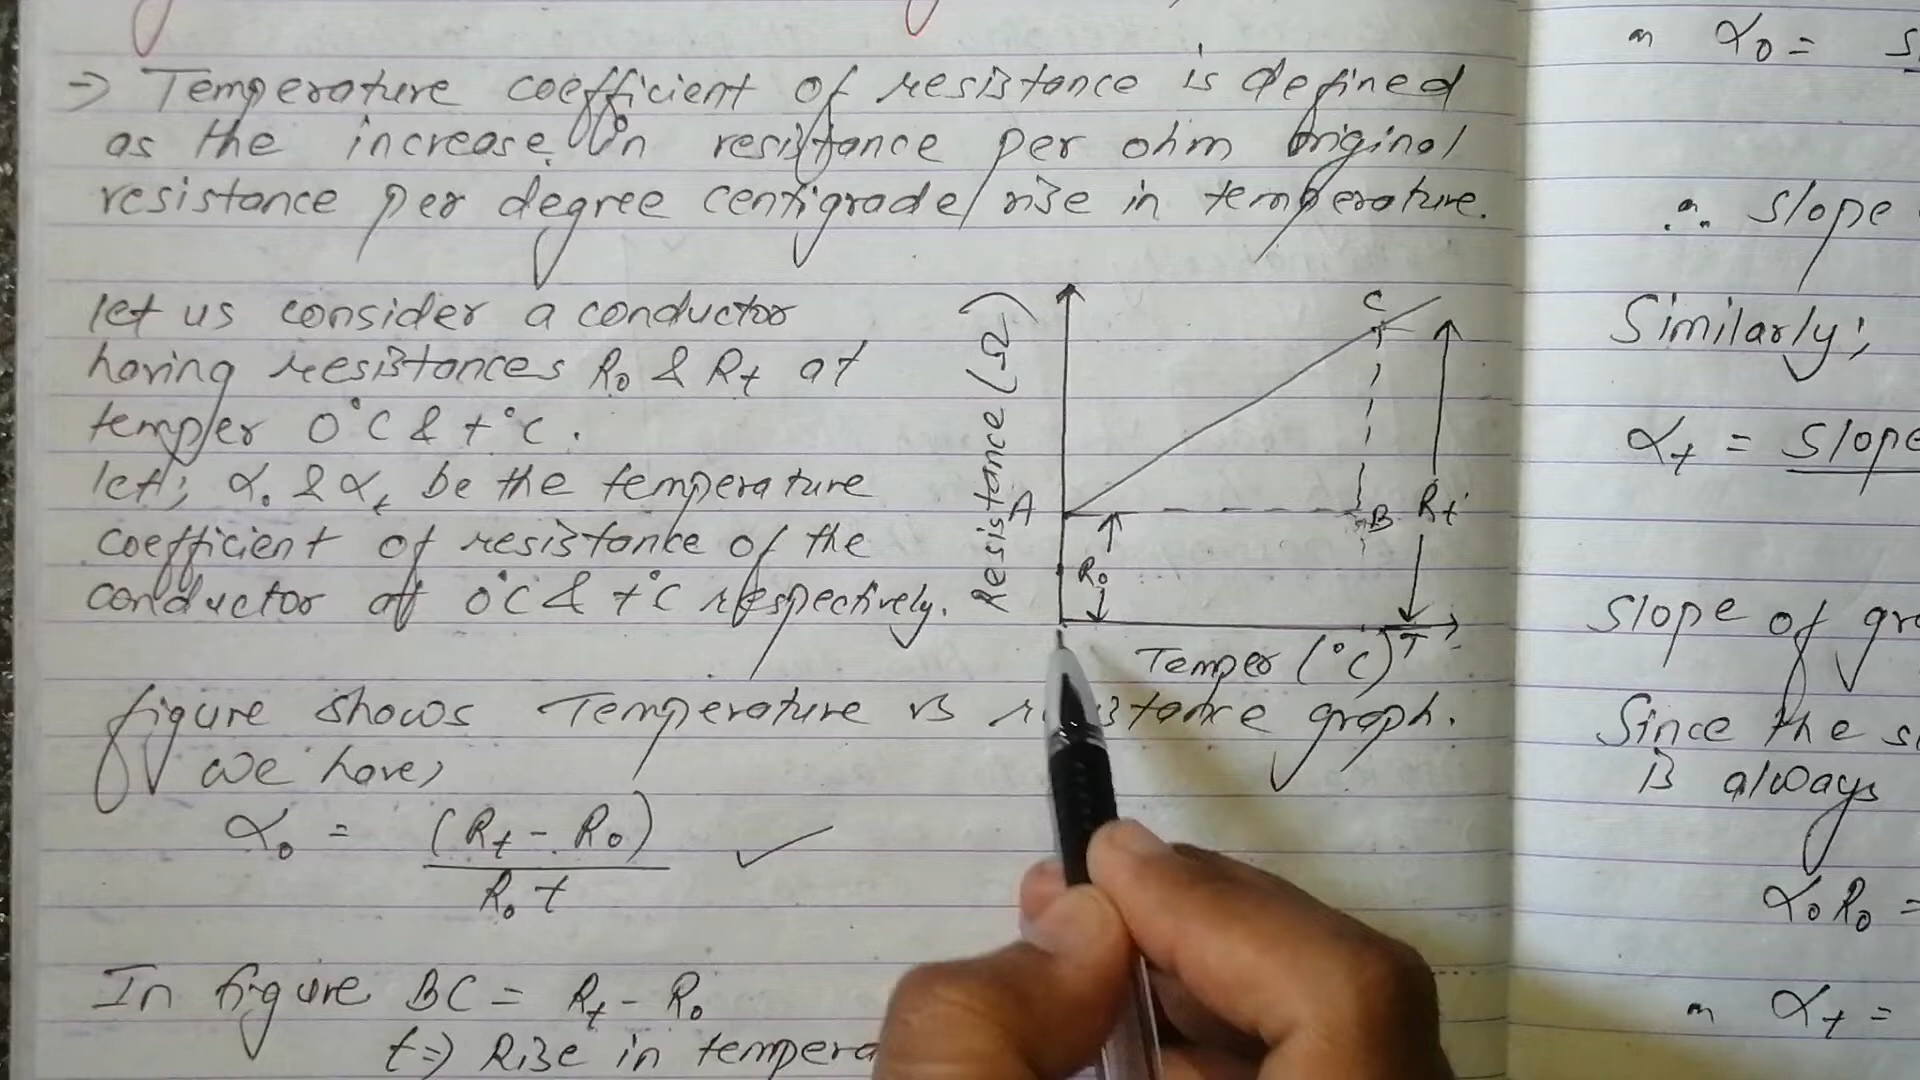 ⇒ Temperature coefficient of resistance is defined
as the increase in resistance per ohm original
resistance per degree centigrade rise in temperature.
let us consider a conductor
having resistances R₀ & Rₜ at
temper 0°C & t°C.
let; α₀ & αₜ be the temperature
coefficient of resistance of the
conductor at 0°C & t°C respectively.
Resistance (Ω)
C
A
B
Rₜ
R₀
Temper (°C)
T
figure shows Temperature vs graph.
We have,
α₀ = (Rₜ - R₀)
R₀ t
In figure BC = Rₜ - R₀
t ⇒ Rise in
α₀ =
∴ slope
Similarly;
αₜ = slope
Slope of
Since the
is always
α₀R₀ =
αₜ =